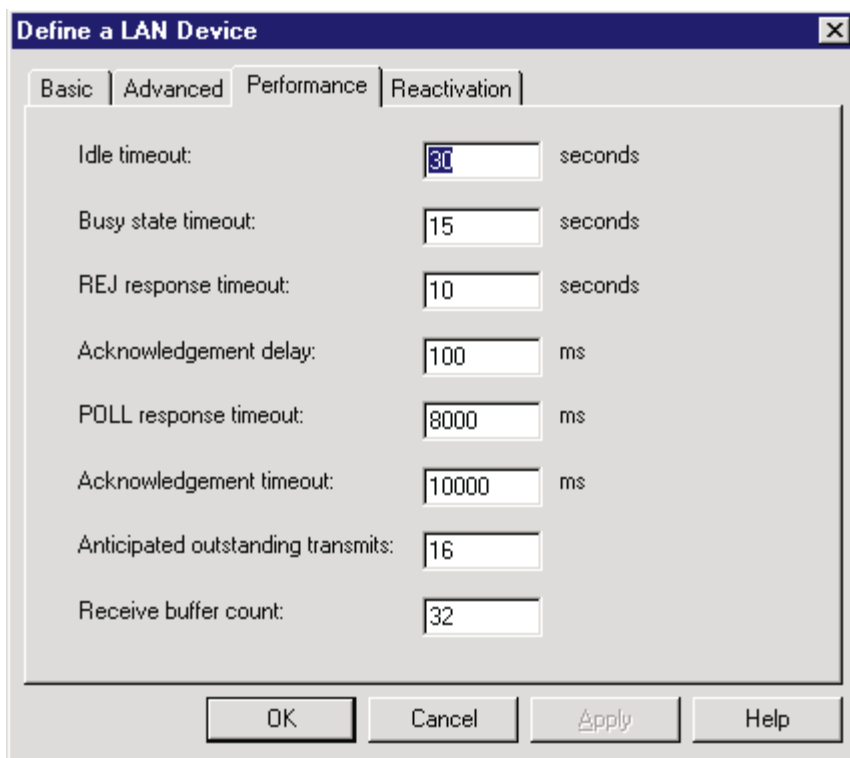 Define a LAN Device
Basic Advanced Performance Reactivation
Idle timeout: 30 seconds
Busy state timeout: 15 seconds
REJ response timeout: 10 seconds
Acknowledgement delay: 100 ms
POLL response timeout: 8000 ms
Acknowledgement timeout: 10000 ms
Anticipated outstanding transmits: 16
Receive buffer count: 32
OK Cancel Apply Help